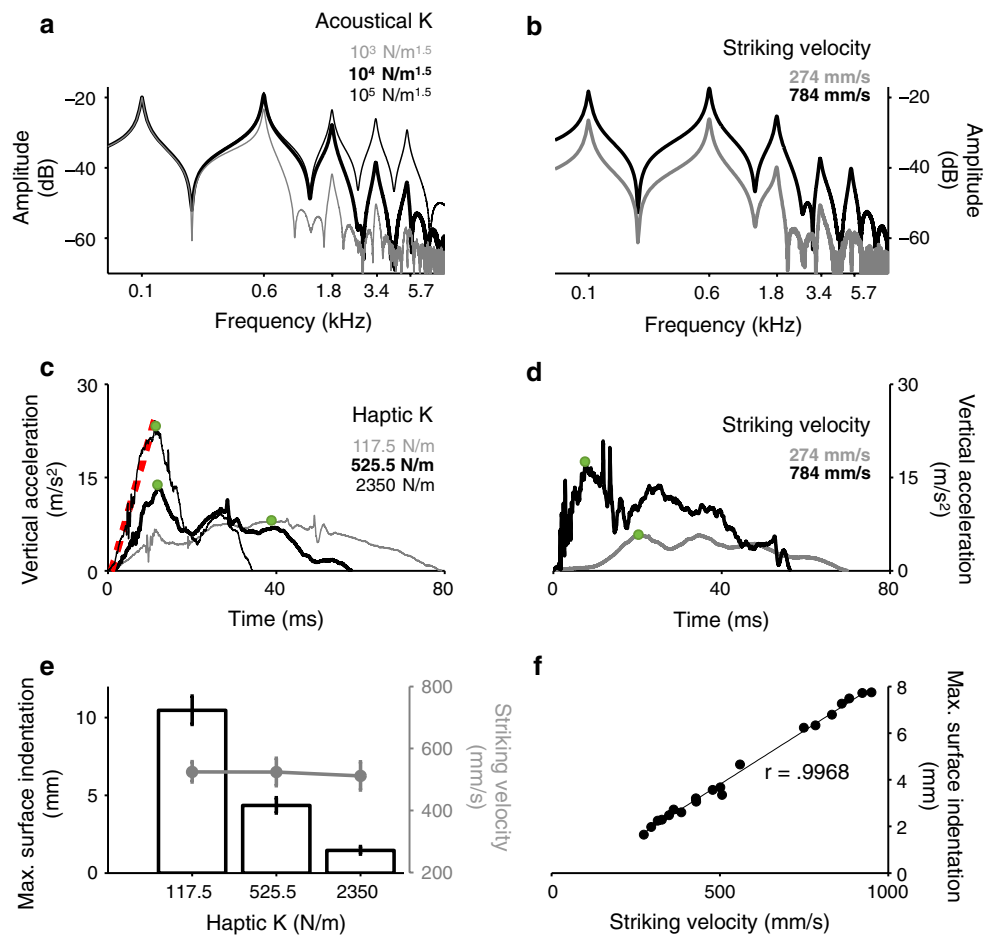 a
Acoustical K
10³ N/m¹·⁵
10⁴ N/m¹·⁵
10⁵ N/m¹·⁵
–20
–40
–60
Amplitude
(dB)
0.1
0.6
1.8
3.4
5.7
Frequency (kHz)
b
Striking velocity
274 mm/s
784 mm/s
–20
–40
–60
Amplitude
(dB)
0.1
0.6
1.8
3.4
5.7
Frequency (kHz)
c
Haptic K
117.5 N/m
525.5 N/m
2350 N/m
30
15
0
Vertical acceleration
(m/s²)
0
40
80
Time (ms)
d
Striking velocity
274 mm/s
784 mm/s
30
15
0
Vertical acceleration
(m/s²)
0
40
80
Time (ms)
e
10
5
0
Max. surface indentation
(mm)
800
600
400
200
Striking velocity
(mm/s)
117.5
525.5
2350
Haptic K (N/m)
f
r = .9968
8
6
4
2
0
Max. surface indentation
(mm)
0
500
1000
Striking velocity (mm/s)